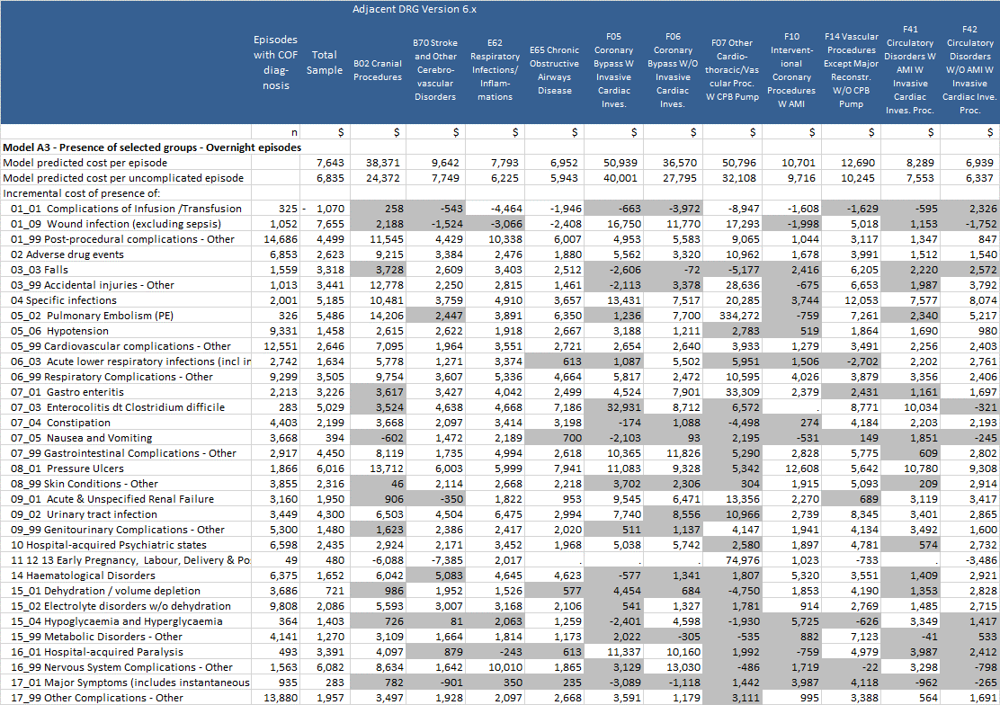 Adjacent DRG Version 6.x
Episodes with COF diag-nosis Total Sample B02 Cranial Procedures B70 Stroke and Other Cerebro-vascular Disorders E62 Respiratory Infections/ Inflam-mations E65 Chronic Obstructive Airways Disease F05 Coronary Bypass W Invasive Cardiac Inves. F06 Coronary Bypass W/O Invasive Cardiac Inves. F07 Other Cardio-thoracic/Vascular Proc. W CPB Pump F10 Intervent-ional Coronary Procedures W AMI F14 Vascular Procedures Except Major Reconstr. W/O CPB Pump F41 Circulatory Disorders W AMI W Invasive Cardiac Inves. Proc. F42 Circulatory Disorders W/O AMI W Invasive Cardiac Inve. Proc.
n $ $ $ $ $ $ $ $ $ $ $ $
Model A3 - Presence of selected groups - Overnight episodes
Model predicted cost per episode 7,643 38,371 9,642 7,793 6,952 50,939 36,570 50,796 10,701 12,690 8,289 6,939
Model predicted cost per uncomplicated episode 6,835 24,372 7,749 6,225 5,943 40,001 27,795 32,108 9,716 10,245 7,553 6,337
Incremental cost of presence of:
01_01 Complications of Infusion /Transfusion 325 - 1,070 258 -543 -4,464 -1,946 -663 -3,972 -8,947 -1,608 -1,629 -595 2,326
01_09 Wound infection (excluding sepsis) 1,052 7,655 2,188 -1,524 -3,066 -2,408 16,750 11,770 17,293 -1,998 5,018 1,153 -1,752
01_99 Post-procedural complications - Other 14,686 4,499 11,545 4,429 10,338 6,007 4,953 5,583 9,065 1,044 3,117 1,347 847
02 Adverse drug events 6,853 2,623 9,215 3,384 2,476 1,880 5,562 3,320 10,962 1,678 3,991 1,512 1,540
03_03 Falls 1,559 3,318 3,728 2,609 3,403 2,512 -2,606 -72 -5,177 2,416 6,205 2,220 2,572
03_99 Accidental injuries - Other 1,013 3,441 12,778 2,250 2,815 1,461 -2,113 3,378 28,636 -675 6,653 1,987 3,792
04 Specific infections 2,001 5,185 10,481 3,759 4,910 3,657 13,431 7,517 20,285 3,744 12,053 7,577 8,074
05_02 Pulmonary Embolism (PE) 326 5,486 14,206 2,447 3,891 6,350 1,236 7,700 334,272 -759 7,261 2,340 5,217
05_06 Hypotension 9,331 1,458 2,615 2,622 1,918 2,667 3,188 1,211 2,783 519 1,864 1,690 980
05_99 Cardiovascular complications - Other 12,551 2,646 7,095 1,964 3,551 2,721 2,654 2,640 3,933 1,279 3,491 2,256 2,403
06_03 Acute lower respiratory infections (incl in 2,742 1,634 5,778 1,271 3,374 613 1,087 5,502 5,951 1,506 -2,702 2,202 2,761
06_99 Respiratory Complications - Other 9,299 3,505 9,754 3,607 5,336 4,664 5,817 2,472 10,595 4,026 3,879 3,356 2,406
07_01 Gastro enteritis 2,213 3,226 3,617 3,427 4,042 2,499 4,524 7,901 33,309 2,379 2,431 1,161 1,697
07_03 Enterocolitis dt Clostridium difficile 283 5,029 3,524 4,638 4,668 7,186 32,931 8,712 6,572 . 8,771 10,034 -321
07_04 Constipation 4,403 2,199 3,668 2,097 3,414 3,198 -174 1,088 -4,498 274 4,184 2,203 2,193
07_05 Nausea and Vomiting 3,668 394 -602 1,472 2,189 700 -2,103 93 2,195 -531 149 1,851 -245
07_99 Gastrointestinal Complications - Other 2,917 4,450 8,119 1,735 4,994 2,618 10,365 11,826 5,290 2,828 5,775 609 2,802
08_01 Pressure Ulcers 1,866 6,016 13,712 6,003 5,999 7,941 11,083 9,328 5,342 12,608 5,642 10,780 9,308
08_99 Skin Conditions - Other 3,855 2,316 46 2,114 2,668 2,218 3,702 2,306 304 1,915 5,093 209 2,914
09_01 Acute & Unspecified Renal Failure 3,160 1,950 906 -350 1,822 953 9,545 6,471 13,356 2,270 689 3,119 3,417
09_02 Urinary tract infection 3,449 4,300 6,503 4,504 6,475 2,994 7,740 8,556 10,966 2,739 8,345 3,401 2,865
09_99 Genitourinary Complications - Other 5,300 1,480 1,623 2,386 2,417 2,020 511 1,137 4,147 1,941 4,134 3,492 1,600
10 Hospital-acquired Psychiatric states 6,598 2,435 2,924 2,171 3,452 1,968 5,038 5,742 2,580 1,897 4,781 574 2,732
11 12 13 Early Pregnancy, Labour, Delivery & Po 49 480 -6,088 -7,385 2,017 . . . 74,976 1,023 -733 . -3,486
14 Haematological Disorders 6,375 1,652 6,042 5,083 4,645 4,623 -577 1,341 1,807 5,320 3,551 1,409 2,921
15_01 Dehydration / volume depletion 3,686 721 986 1,952 1,526 577 4,454 684 -4,750 1,853 4,190 1,353 2,828
15_02 Electrolyte disorders w/o dehydration 9,808 2,086 5,593 3,007 3,168 2,106 541 1,327 1,781 914 2,769 1,485 2,715
15_04 Hypoglycaemia and Hyperglycaemia 364 1,403 726 81 2,063 1,259 -2,401 4,598 -1,930 5,725 -626 3,349 1,417
15_99 Metabolic Disorders - Other 4,141 1,270 3,109 1,664 1,814 1,173 2,022 -305 -535 882 7,123 -41 533
16_01 Hospital-acquired Paralysis 493 3,391 4,097 879 -243 613 11,337 10,160 1,992 -759 4,979 3,987 2,412
16_99 Nervous System Complications - Other 1,563 6,082 8,634 1,642 10,010 1,865 3,129 13,030 -486 1,719 -22 3,298 -798
17_01 Major Symptoms (includes instantaneous 935 283 782 -901 350 235 -3,089 -1,118 1,442 3,987 4,118 -962 -265
17_99 Other Complications - Other 13,880 1,957 3,497 1,928 2,097 2,668 3,591 1,179 3,111 995 3,388 564 1,691